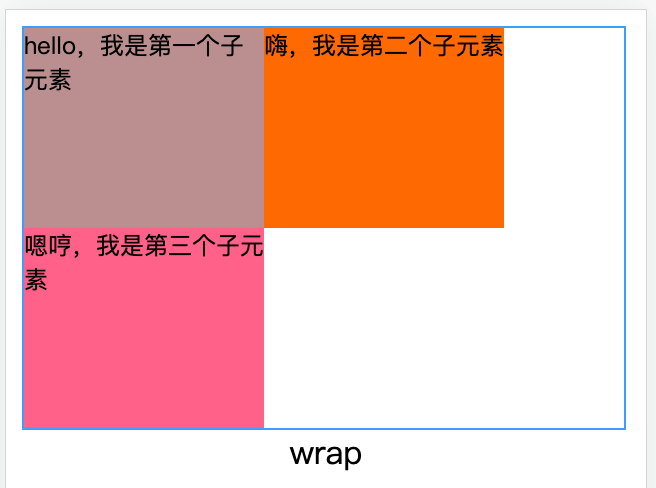 hello，我是第一个子
元素
嗨，我是第二个子元素
嗯哼，我是第三个子元
素
wrap